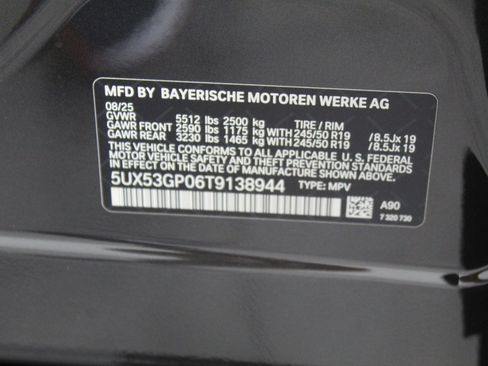 MFD BY BAYERISCHE MOTOREN WERKE AG
08/25
GVWR 5512 lbs 2500 kg TIRE / RIM
GAWR FRONT 2590 lbs 1175 kg WITH 245/50 R19 / 8.5Jx 19
GAWR REAR 3230 lbs 1465 kg WITH 245/50 R19 / 8.5Jx 19
THIS VEHICLE CONFORMS TO ALL APPLICABLE U.S. FEDERAL
MOTOR VEHICLE SAFETY AND THEFT PREVENTION STANDARDS
IN EFFECT ON THE DATE OF MANUFACTURE SHOWN ABOVE.
5UX53GP06T9138944 TYPE: MPV
A90
7 320 730